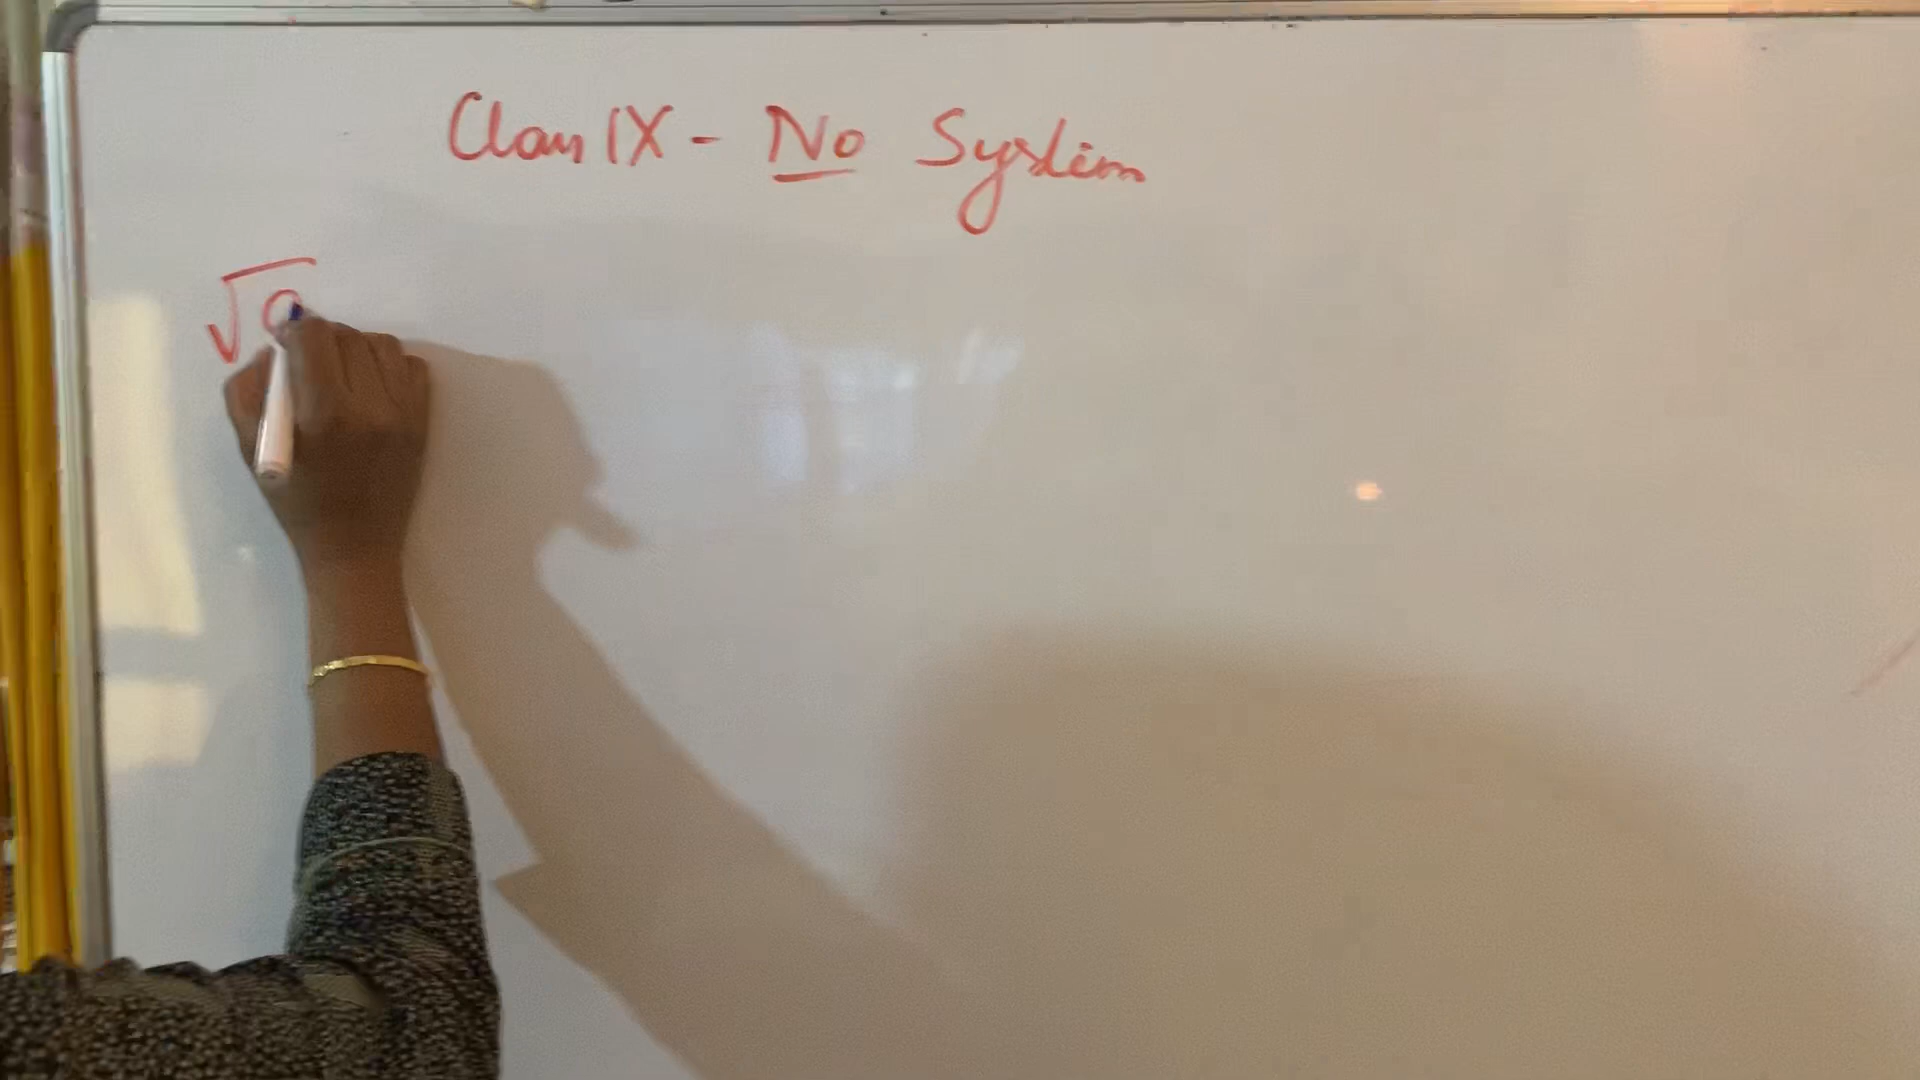 Class IX - No System
√a